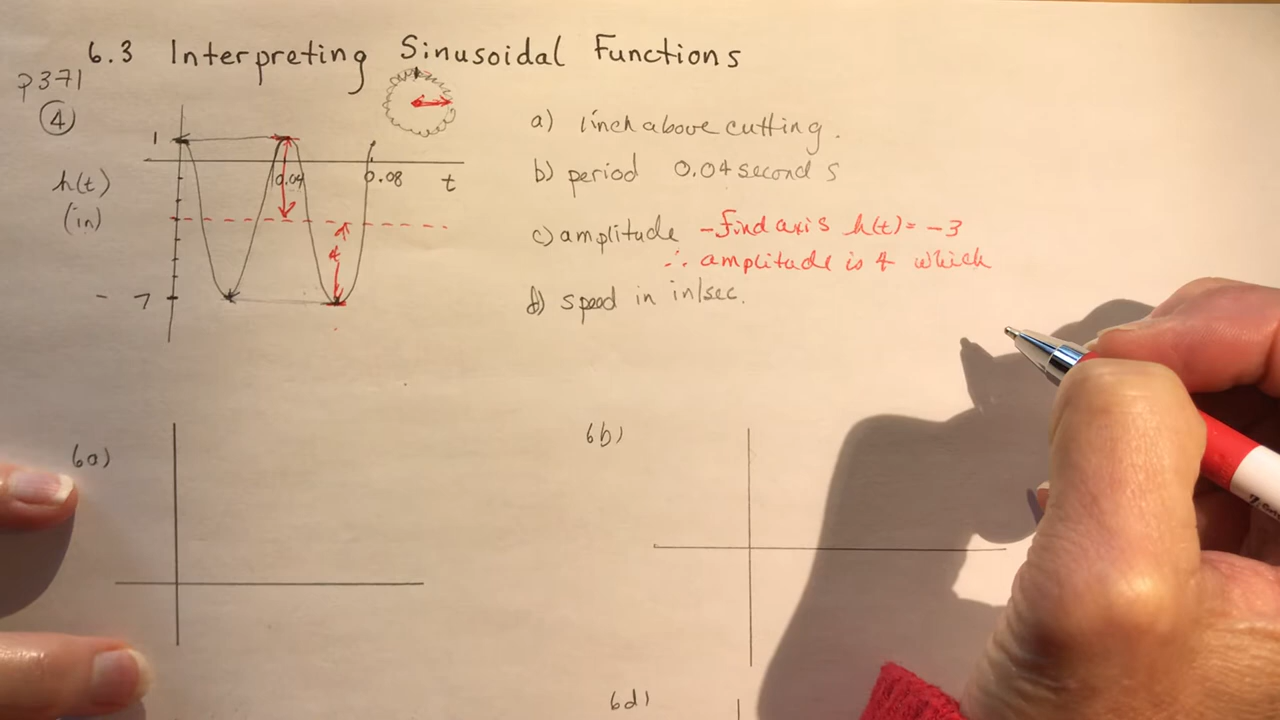 6.3 Interpreting Sinusoidal Functions
p371
4
1
h(t)
(in)
0.04
0.08
t
4
- 7
a) 1inch above cutting.
b) period 0.04 seconds
c) amplitude - find axis h(t) = -3
∴ amplitude is 4 which
d) speed in in/sec.
6a)
6b)
6d)